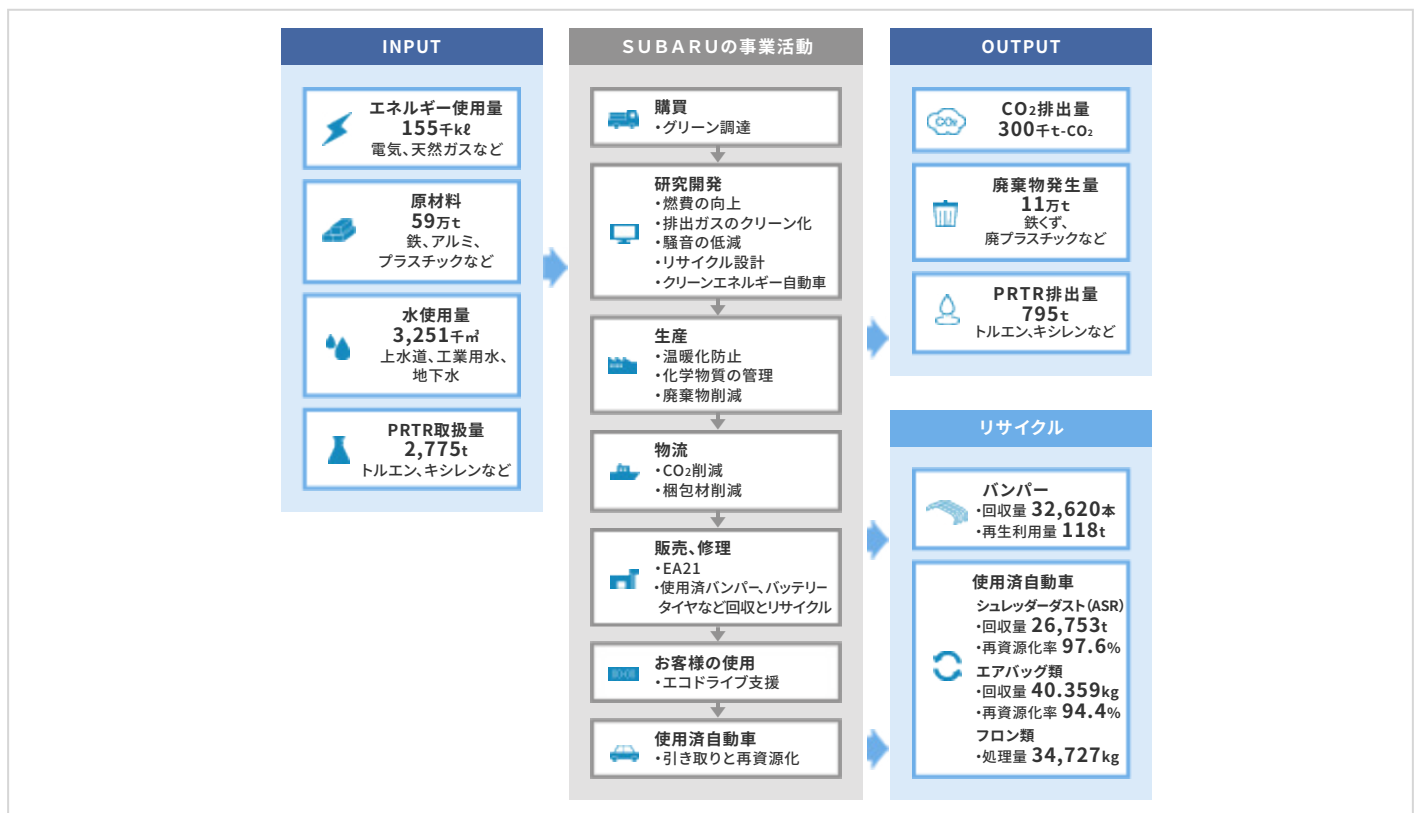 INPUT
エネルギー使用量
155千kℓ
電気、天然ガスなど
原材料
59万t
鉄、アルミ、
プラスチックなど
水使用量
3,251千㎥
上水道、工業用水、
地下水
PRTR取扱量
2,775t
トルエン、キシレンなど
SUBARUの事業活動
購買
・グリーン調達
研究開発
・燃費の向上
・排出ガスのクリーン化
・騒音の低減
・リサイクル設計
・クリーンエネルギー自動車
生産
・温暖化防止
・化学物質の管理
・廃棄物削減
物流
・CO2削減
・梱包材削減
販売、修理
・EA21
・使用済バンパー、バッテリー
タイヤなど回収とリサイクル
お客様の使用
・エコドライブ支援
使用済自動車
・引き取りと再資源化
OUTPUT
CO2
CO2排出量
300千t-CO2
廃棄物発生量
11万t
鉄くず、
廃プラスチックなど
PRTR排出量
795t
トルエン、キシレンなど
リサイクル
バンパー
・回収量 32,620本
・再生利用量 118t
使用済自動車
シュレッダーダスト(ASR)
・回収量 26,753t
・再資源化率 97.6%
エアバッグ類
・回収量 40.359kg
・再資源化率 94.4%
フロン類
・処理量 34,727kg